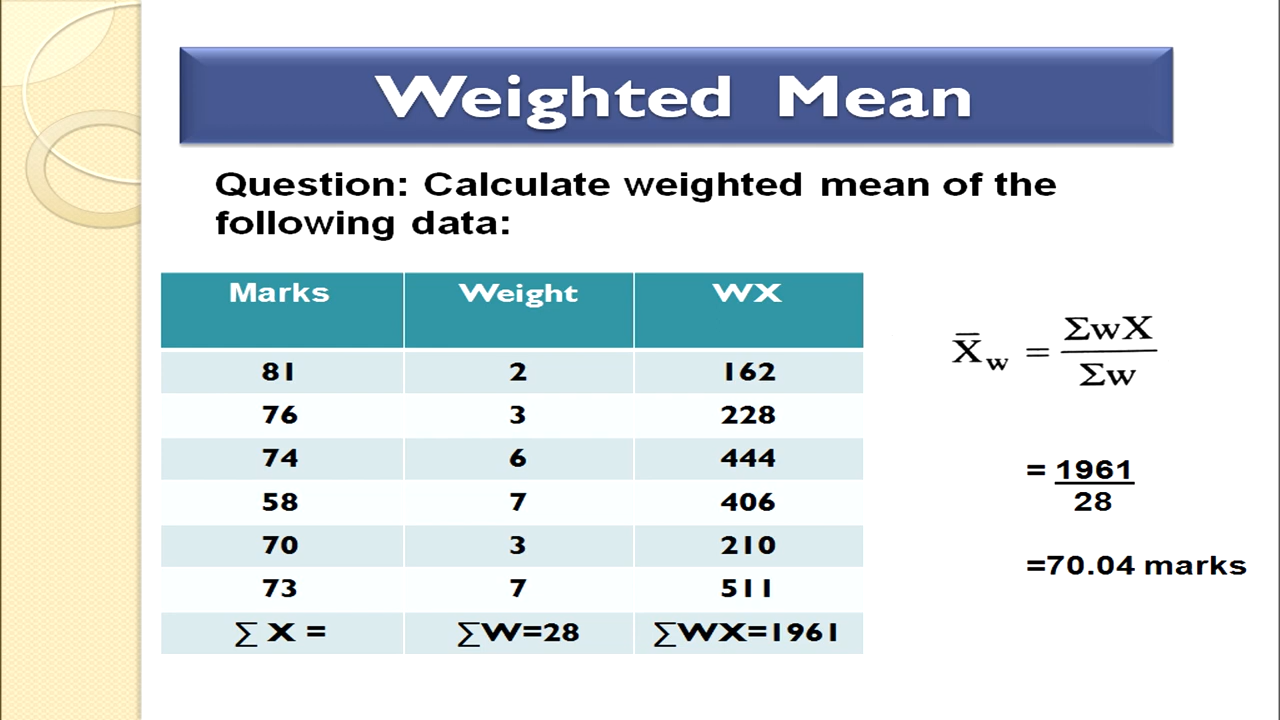 Weighted Mean
Question: Calculate weighted mean of the
following data:
Marks Weight WX
81 2 162
76 3 228
74 6 444
58 7 406
70 3 210
73 7 511
∑ X = ∑W=28 ∑WX=1961
X̄w = ΣwX
Σw
= 1961
28
=70.04 marks